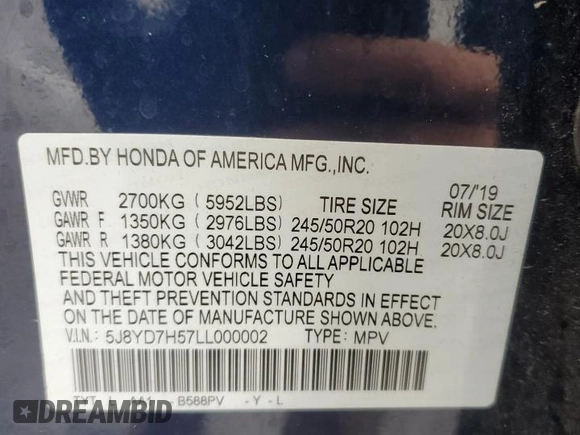 MFD.BY HONDA OF AMERICA MFG.,INC.
07/'19
GVWR 2700KG ( 5952LBS) TIRE SIZE RIM SIZE
GAWR F 1350KG ( 2976LBS) 245/50R20 102H 20X8.0J
GAWR R 1380KG ( 3042LBS) 245/50R20 102H 20X8.0J
THIS VEHICLE CONFORMS TO ALL APPLICABLE
FEDERAL MOTOR VEHICLE SAFETY
AND THEFT PREVENTION STANDARDS IN EFFECT
ON THE DATE OF MANUFACTURE SHOWN ABOVE.
V.I.N.: 5J8YD7H57LL000002 TYPE: MPV
- B588PV - Y - L
DREAMBID